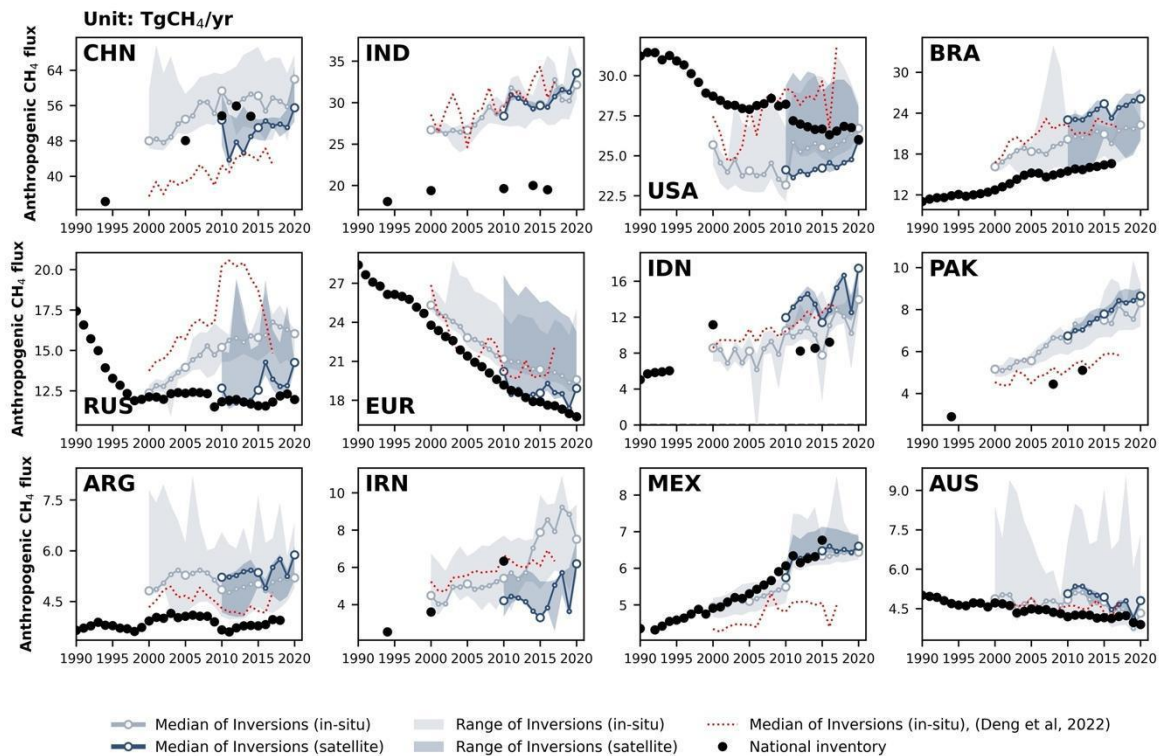 Unit: TgCH₄/yr
Anthropogenic CH₄ flux
CHN
64
56
48
40
1990 1995 2000 2005 2010 2015 2020
IND
35
30
25
20
1990 1995 2000 2005 2010 2015 2020
USA
30.0
27.5
25.0
22.5
1990 1995 2000 2005 2010 2015 2020
BRA
30
24
18
12
1990 1995 2000 2005 2010 2015 2020
Anthropogenic CH₄ flux
RUS
20.0
17.5
15.0
12.5
1990 1995 2000 2005 2010 2015 2020
EUR
27
24
21
18
1990 1995 2000 2005 2010 2015 2020
IDN
16
12
8
4
0
1990 1995 2000 2005 2010 2015 2020
PAK
10
8
6
4
1990 1995 2000 2005 2010 2015 2020
Anthropogenic CH₄ flux
ARG
7.5
6.0
4.5
1990 1995 2000 2005 2010 2015 2020
IRN
10
8
6
4
1990 1995 2000 2005 2010 2015 2020
MEX
8
7
6
5
1990 1995 2000 2005 2010 2015 2020
AUS
9.0
7.5
6.0
4.5
1990 1995 2000 2005 2010 2015 2020
Median of Inversions (in-situ)
Median of Inversions (satellite)
Range of Inversions (in-situ)
Range of Inversions (satellite)
Median of Inversions (in-situ), (Deng et al, 2022)
National inventory